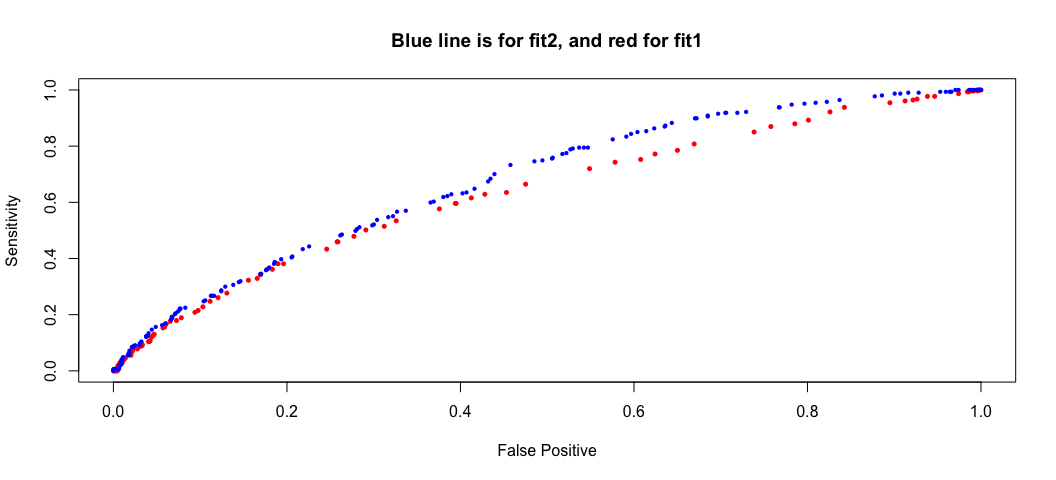 Blue line is for fit2, and red for fit1
Sensitivity
1.0
0.8
0.6
0.4
0.2
0.0
0.0 0.2 0.4 0.6 0.8 1.0
False Positive